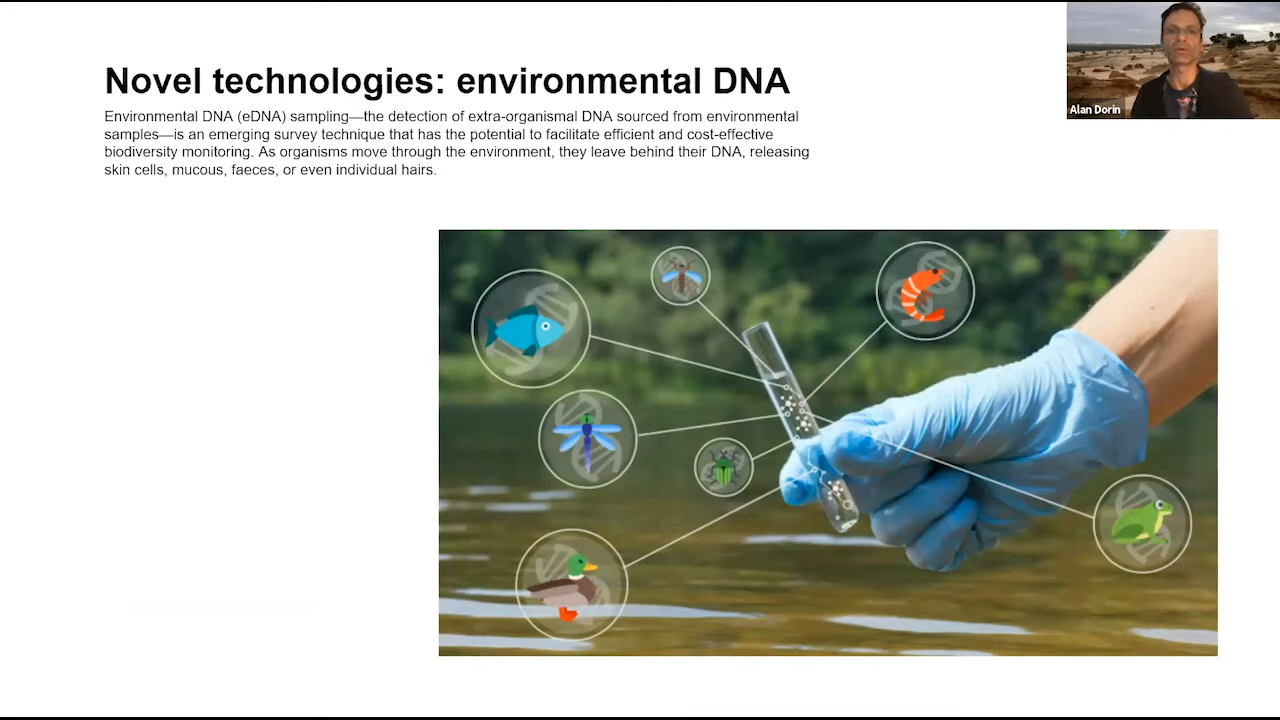 Novel technologies: environmental DNA
Environmental DNA (eDNA) sampling—the detection of extra-organismal DNA sourced from environmental
samples—is an emerging survey technique that has the potential to facilitate efficient and cost-effective
biodiversity monitoring. As organisms move through the environment, they leave behind their DNA, releasing
skin cells, mucous, faeces, or even individual hairs.
Alan Dorin